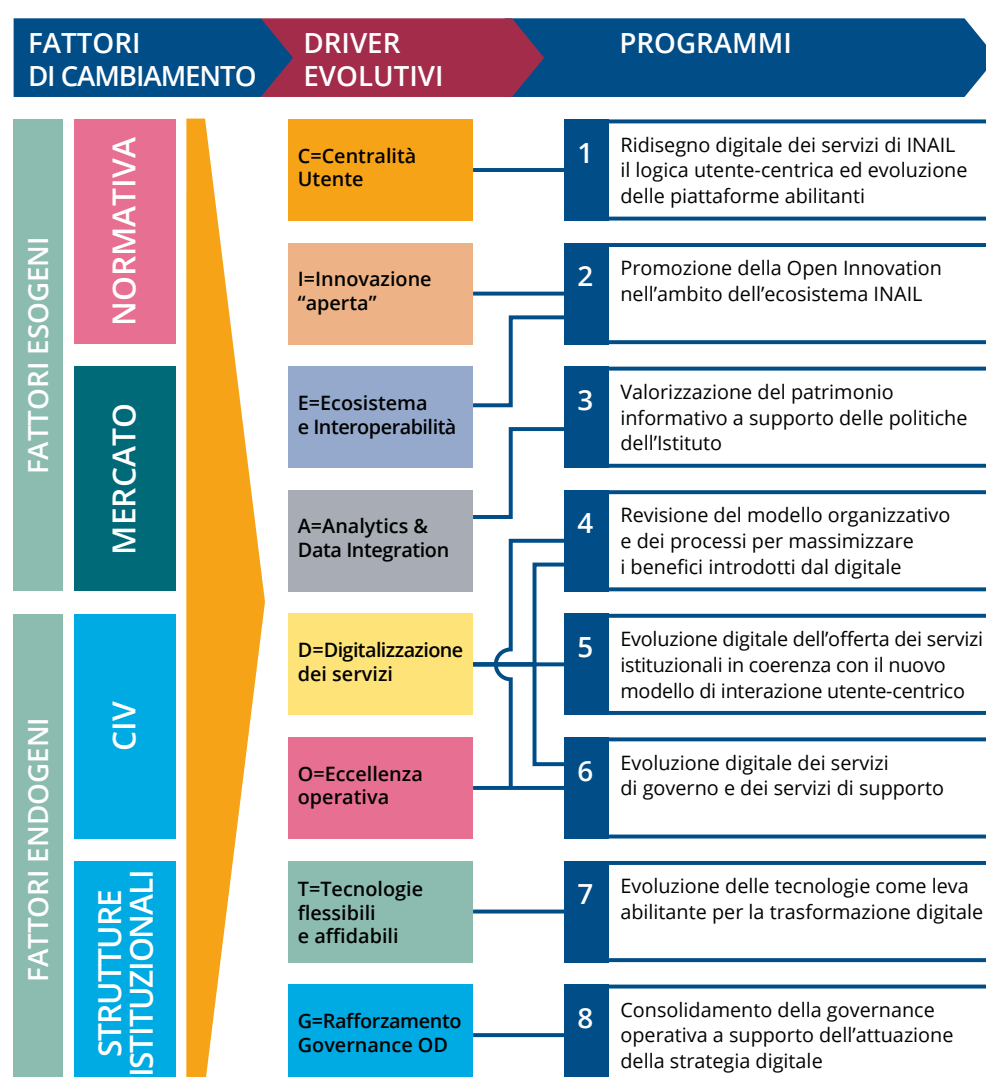 FATTORI
DI CAMBIAMENTO
DRIVER
EVOLUTIVI
PROGRAMMI
FATTORI ESOGENI
NORMATIVA
MERCATO
FATTORI ENDOGENI
CIV
STRUTTURE
ISTITUZIONALI
C=Centralità
Utente
I=Innovazione
“aperta”
E=Ecosistema
e Interoperabilità
A=Analytics &
Data Integration
D=Digitalizzazione
dei servizi
O=Eccellenza
operativa
T=Tecnologie
flessibili
e affidabili
G=Rafforzamento
Governance OD
1
Ridisegno digitale dei servizi di INAIL
il logica utente-centrica ed evoluzione
delle piattaforme abilitanti
2
Promozione della Open Innovation
nell’ambito dell’ecosistema INAIL
3
Valorizzazione del patrimonio
informativo a supporto delle politiche
dell’Istituto
4
Revisione del modello organizzativo
e dei processi per massimizzare
i benefici introdotti dal digitale
5
Evoluzione digitale dell’offerta dei servizi
istituzionali in coerenza con il nuovo
modello di interazione utente-centrico
6
Evoluzione digitale dei servizi
di governo e dei servizi di supporto
7
Evoluzione delle tecnologie come leva
abilitante per la trasformazione digitale
8
Consolidamento della governance
operativa a supporto dell’attuazione
della strategia digitale